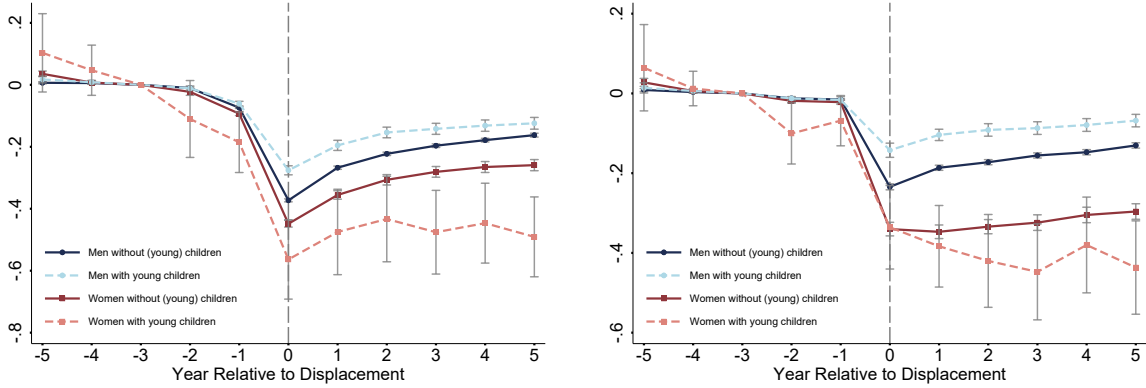 .2
0
-.2
-.4
-.6
-.8
Men without (young) children
Men with young children
Women without (young) children
Women with young children
-5 -4 -3 -2 -1 0 1 2 3 4 5
Year Relative to Displacement
.2
0
-.2
-.4
-.6
Men without (young) children
Men with young children
Women without (young) children
Women with young children
-5 -4 -3 -2 -1 0 1 2 3 4 5
Year Relative to Displacement